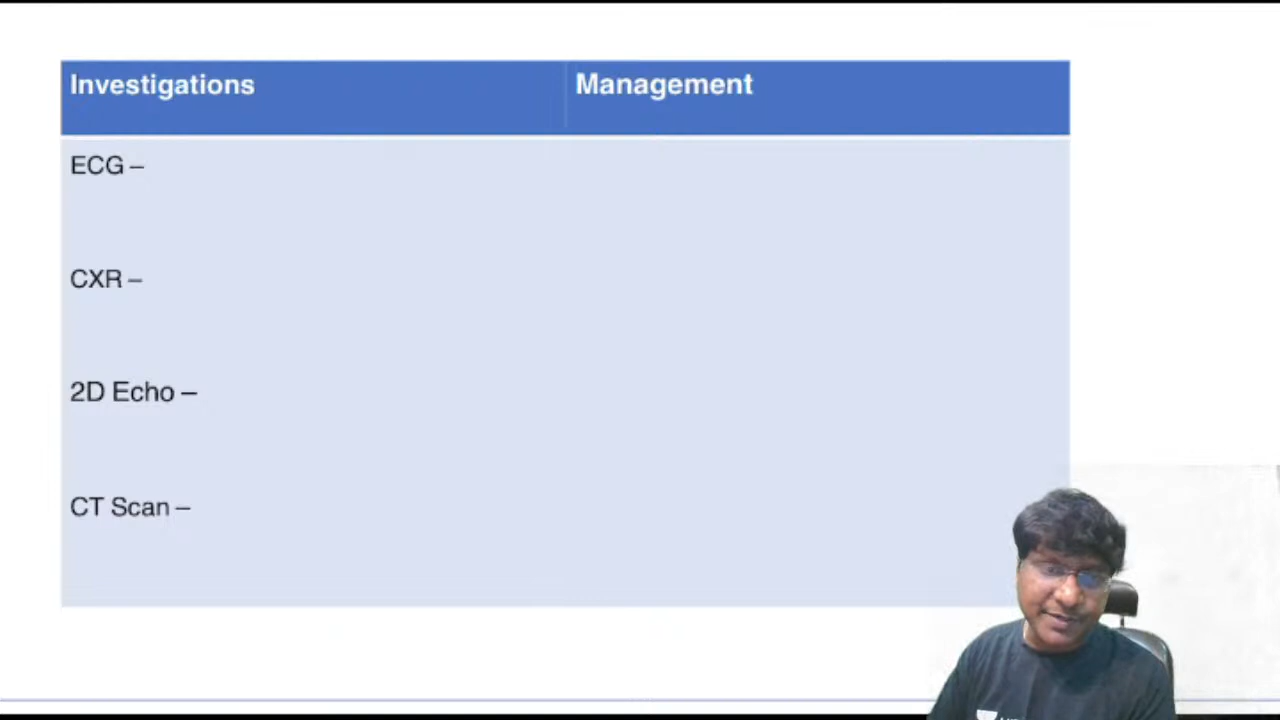 Investigations
Management
ECG –
CXR –
2D Echo –
CT Scan –